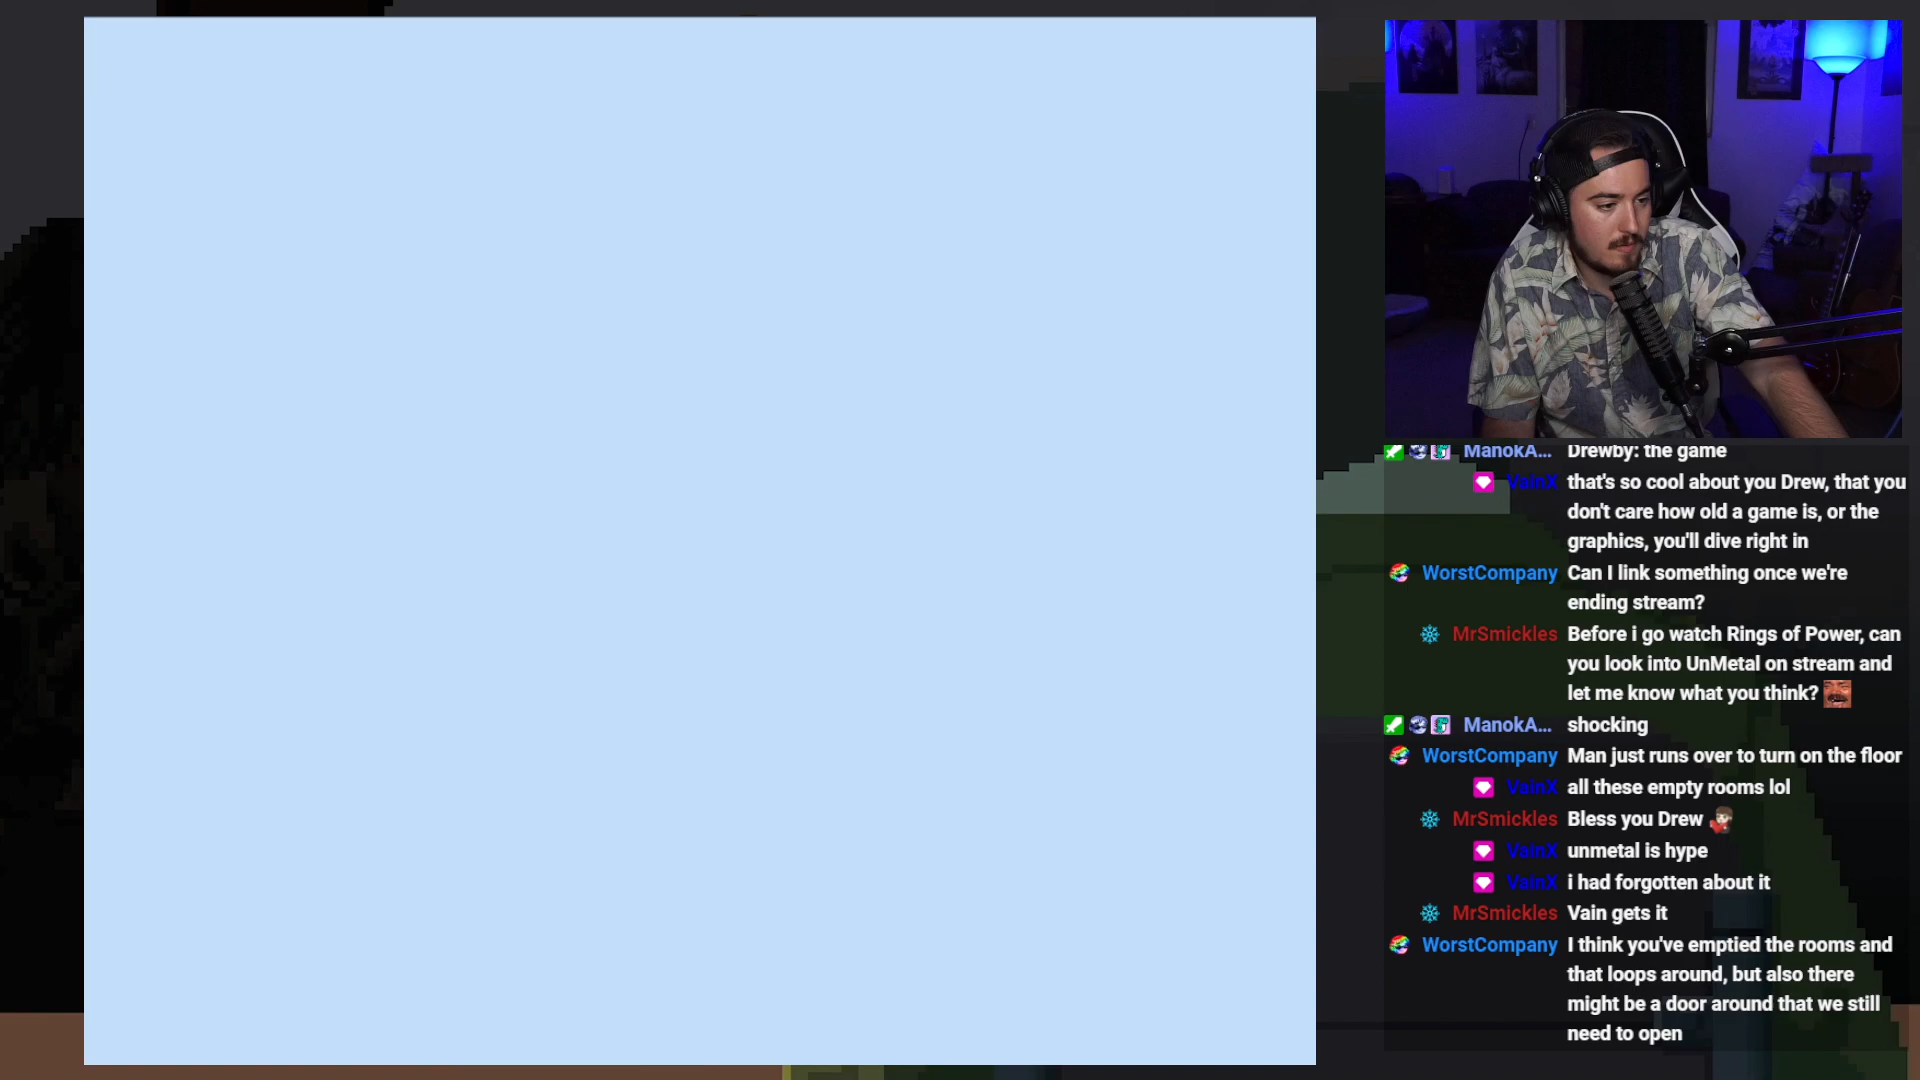 ManokA... Drewby: the game
VainX that's so cool about you Drew, that you
don't care how old a game is, or the
graphics, you'll dive right in
WorstCompany Can I link something once we're
ending stream?
MrSmickles Before i go watch Rings of Power, can
you look into UnMetal on stream and
let me know what you think?
ManokA... shocking
WorstCompany Man just runs over to turn on the floor
VainX all these empty rooms lol
MrSmickles Bless you Drew
VainX unmetal is hype
VainX i had forgotten about it
MrSmickles Vain gets it
WorstCompany I think you've emptied the rooms and
that loops around, but also there
might be a door around that we still
need to open